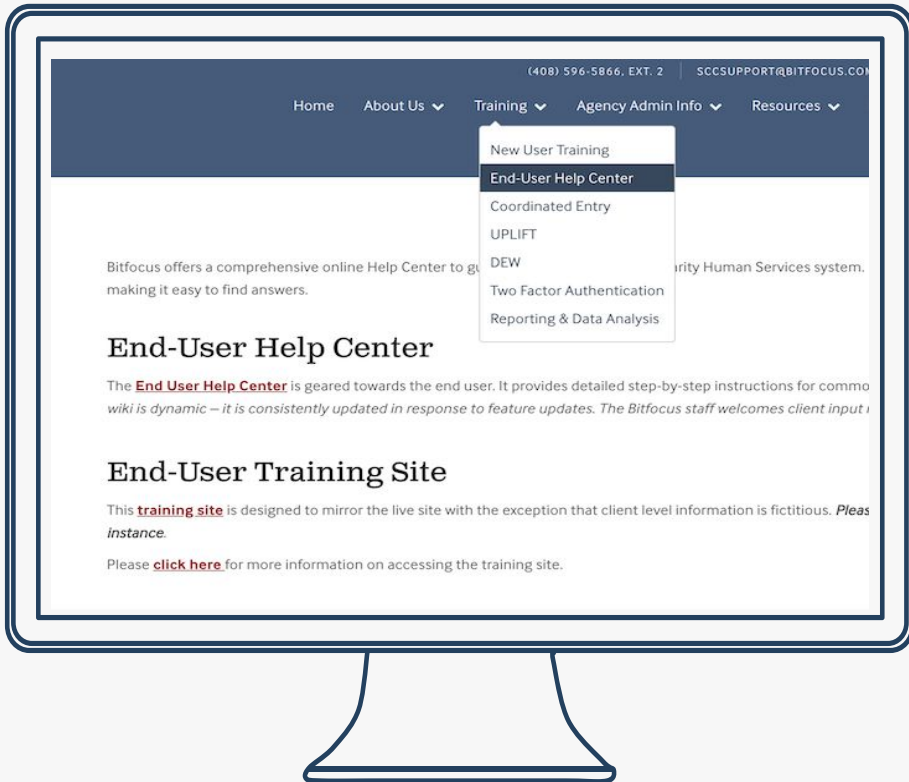 (408) 596-5866, EXT. 2 SCCSUPPORT@BITFOCUS.COM
Home About Us Training Agency Admin Info Resources
New User Training
End-User Help Center
Coordinated Entry
UPLIFT
DEW
Two Factor Authentication
Reporting & Data Analysis
Bitfocus offers a comprehensive online Help Center to Human Services system.
making it easy to find answers.
End-User Help Center
The End User Help Center is geared towards the end user. It provides detailed step-by-step instructions for
wiki is dynamic – it is consistently updated in response to feature updates. The Bitfocus staff welcomes client input
End-User Training Site
This training site is designed to mirror the live site with the exception that client level information is fictitious.
instance.
Please click here for more information on accessing the training site.